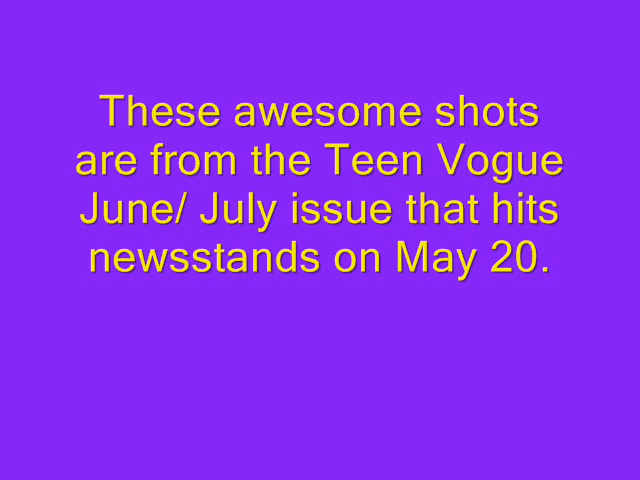 These awesome shots
are from the Teen Vogue
June/ July issue that hits
newsstands on May 20.